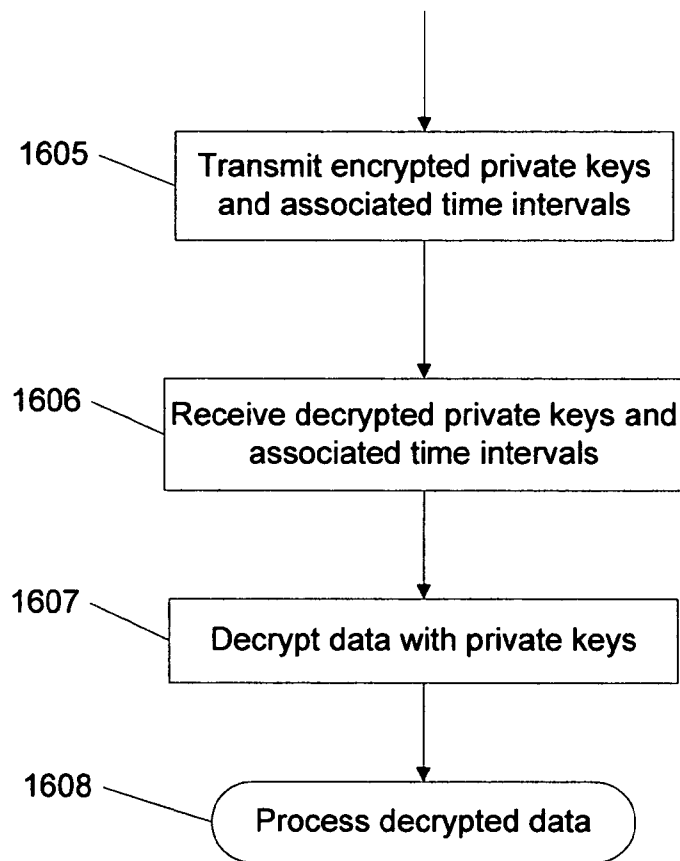 1605
Transmit encrypted private keys
and associated time intervals
1606
Receive decrypted private keys and
associated time intervals
1607
Decrypt data with private keys
1608
Process decrypted data